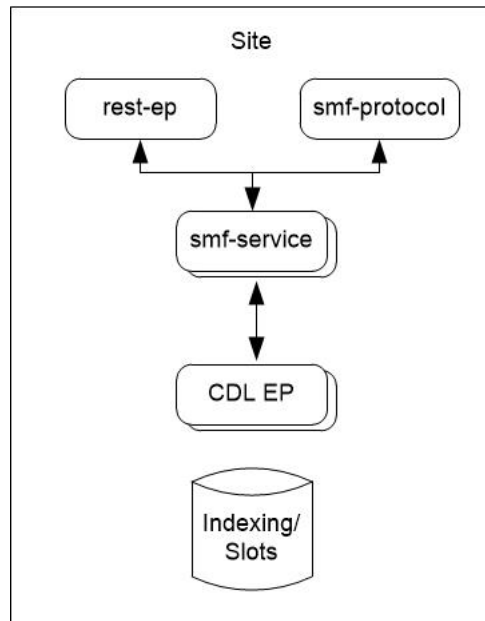 Site
rest-ep
smf-protocol
smf-service
CDL EP
Indexing/
Slots